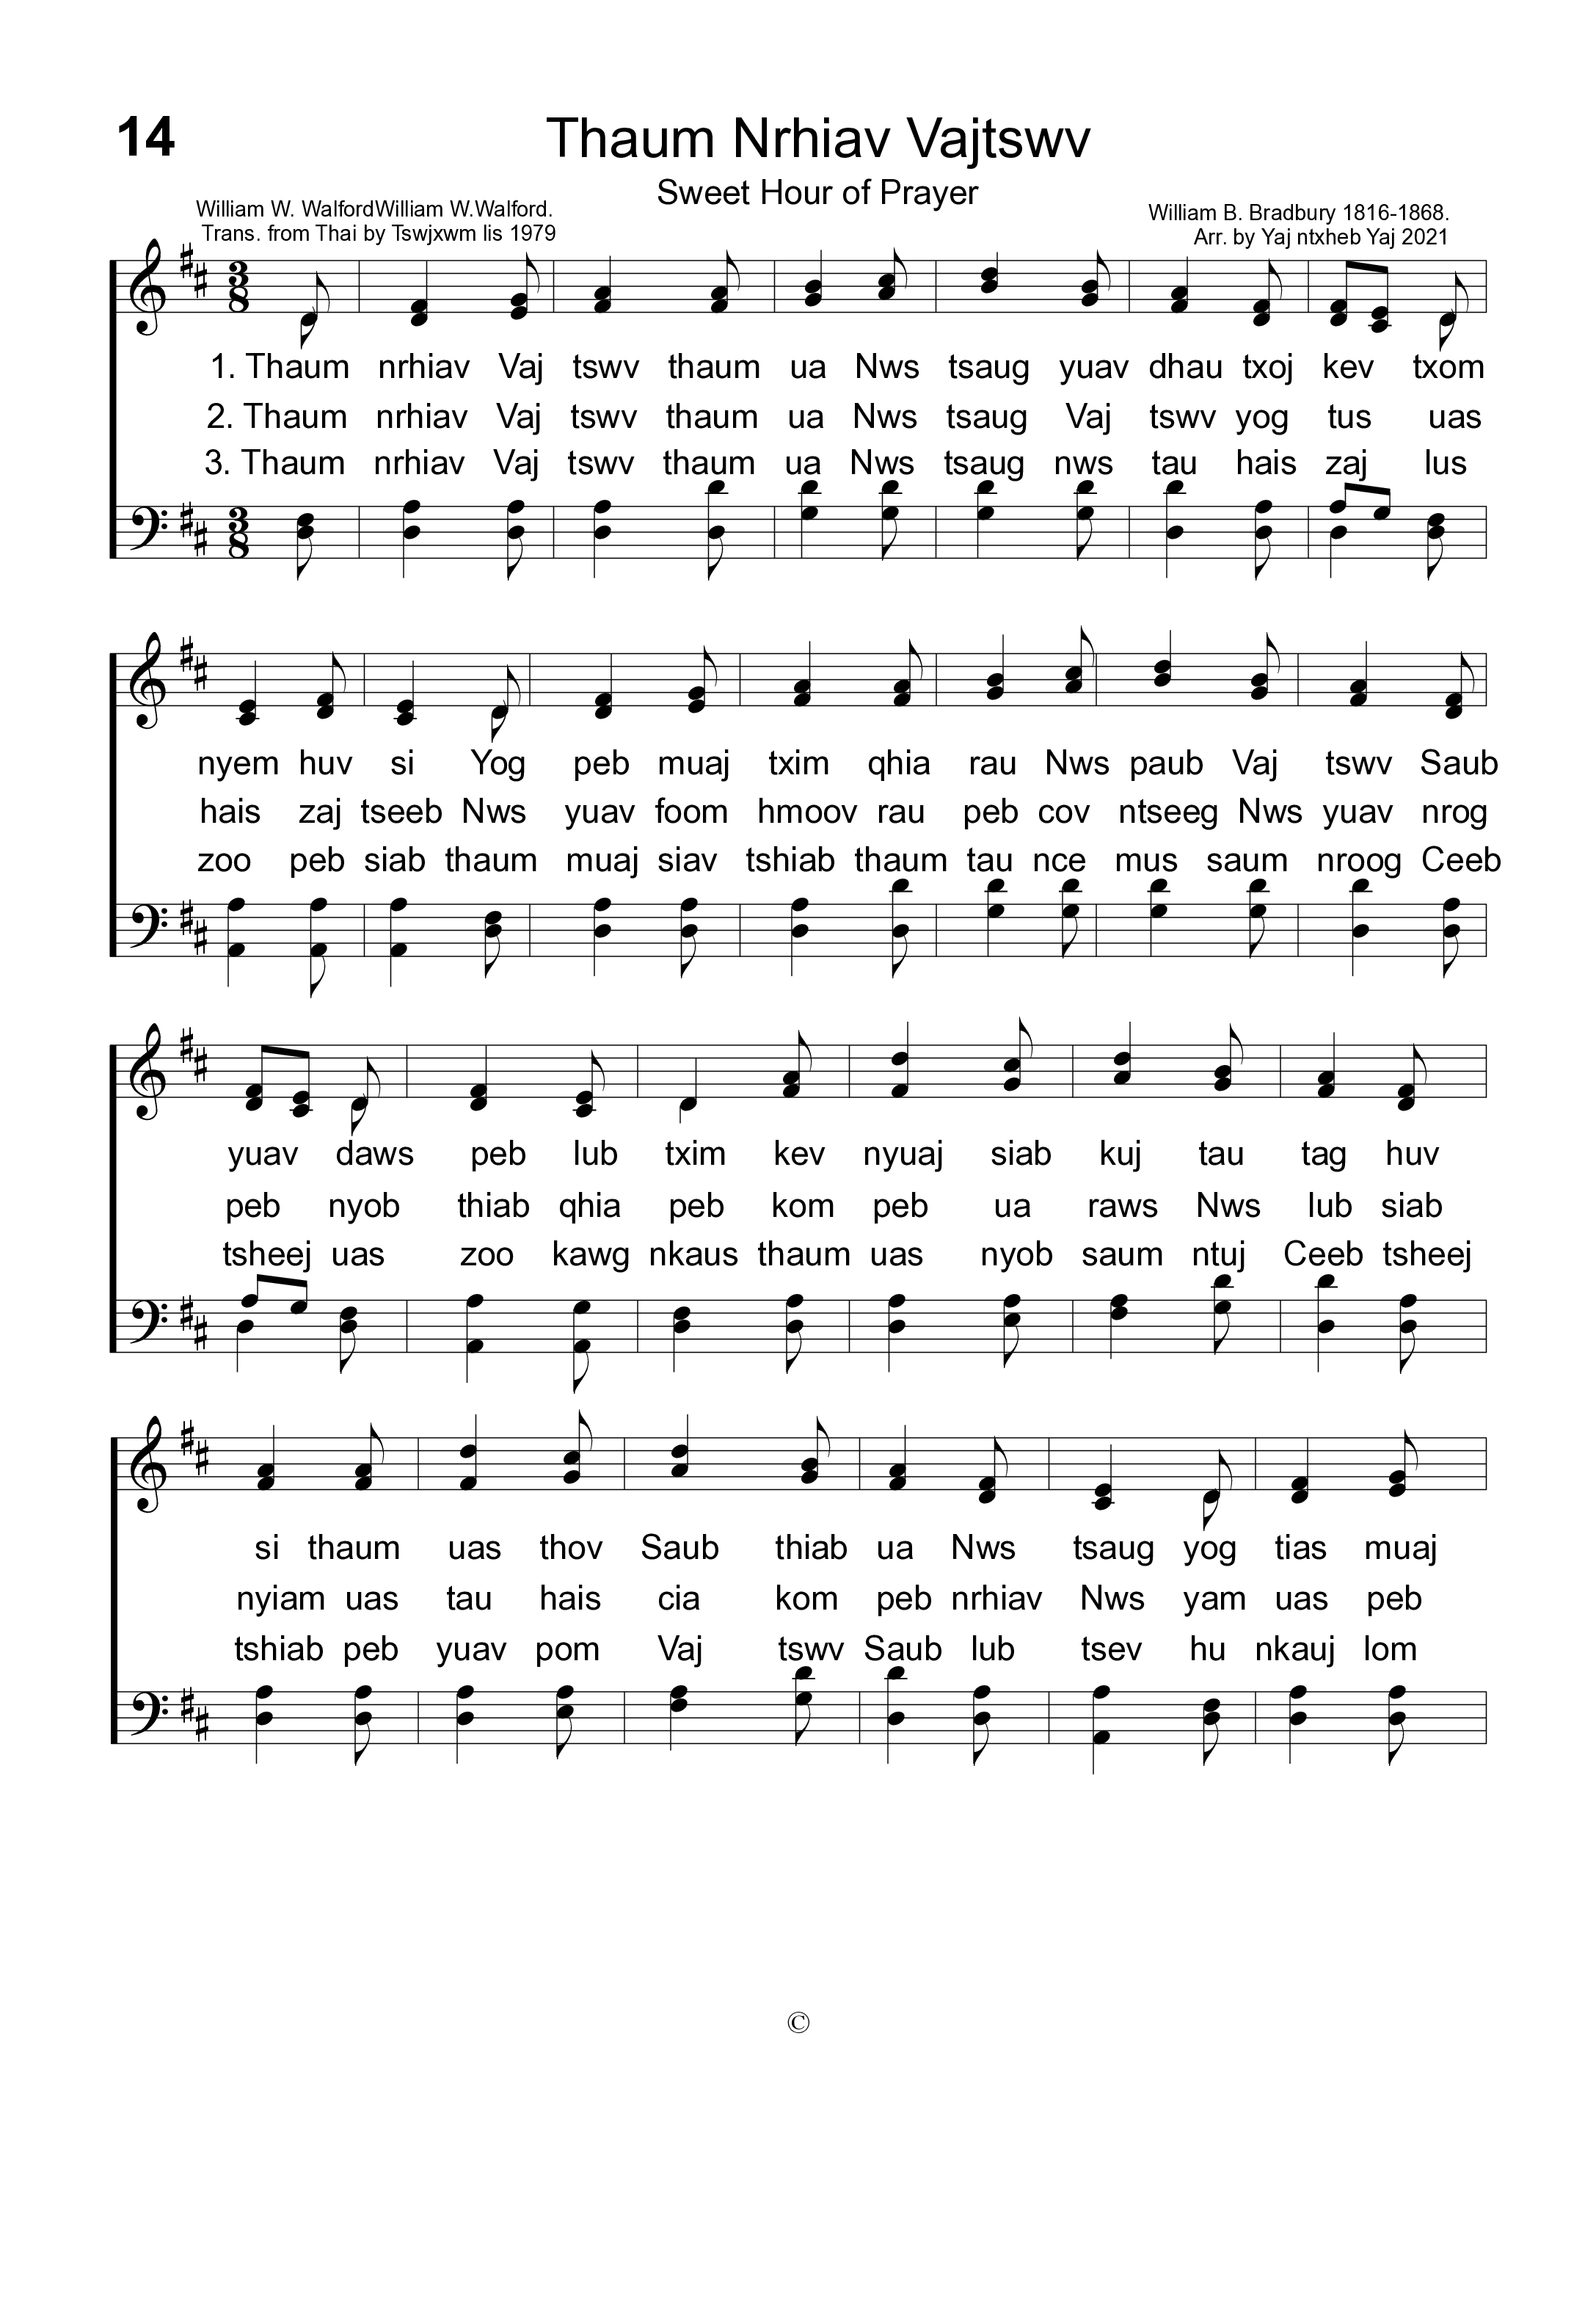 14
Thaum Nrhiav Vajtswv
Sweet Hour of Prayer
William W. WalfordWilliam W.Walford.
Trans. from Thai by Tswjxwm lis 1979
William B. Bradbury 1816-1868.
Arr. by Yaj ntxheb Yaj 2021
3
8
1. Thaum nrhiav Vaj tswv thaum ua Nws tsaug yuav dhau txoj kev txom
2. Thaum nrhiav Vaj tswv thaum ua Nws tsaug Vaj tswv yog tus uas
3. Thaum nrhiav Vaj tswv thaum ua Nws tsaug nws tau hais zaj lus
3
8
nyem huv si Yog peb muaj txim qhia rau Nws paub Vaj tswv Saub
hais zaj tseeb Nws yuav foom hmoov rau peb cov ntseeg Nws yuav nrog
zoo peb siab thaum muaj siav tshiab thaum tau nce mus saum nroog Ceeb
yuav daws peb lub txim kev nyuaj siab kuj tau tag huv
peb nyob thiab qhia peb kom peb ua raws Nws lub siab
tsheej uas zoo kawg nkaus thaum uas nyob saum ntuj Ceeb tsheej
si thaum uas thov Saub thiab ua Nws tsaug yog tias muaj
nyiam uas tau hais cia kom peb nrhiav Nws yam uas peb
tshiab peb yuav pom Vaj tswv Saub lub tsev hu nkauj lom
©